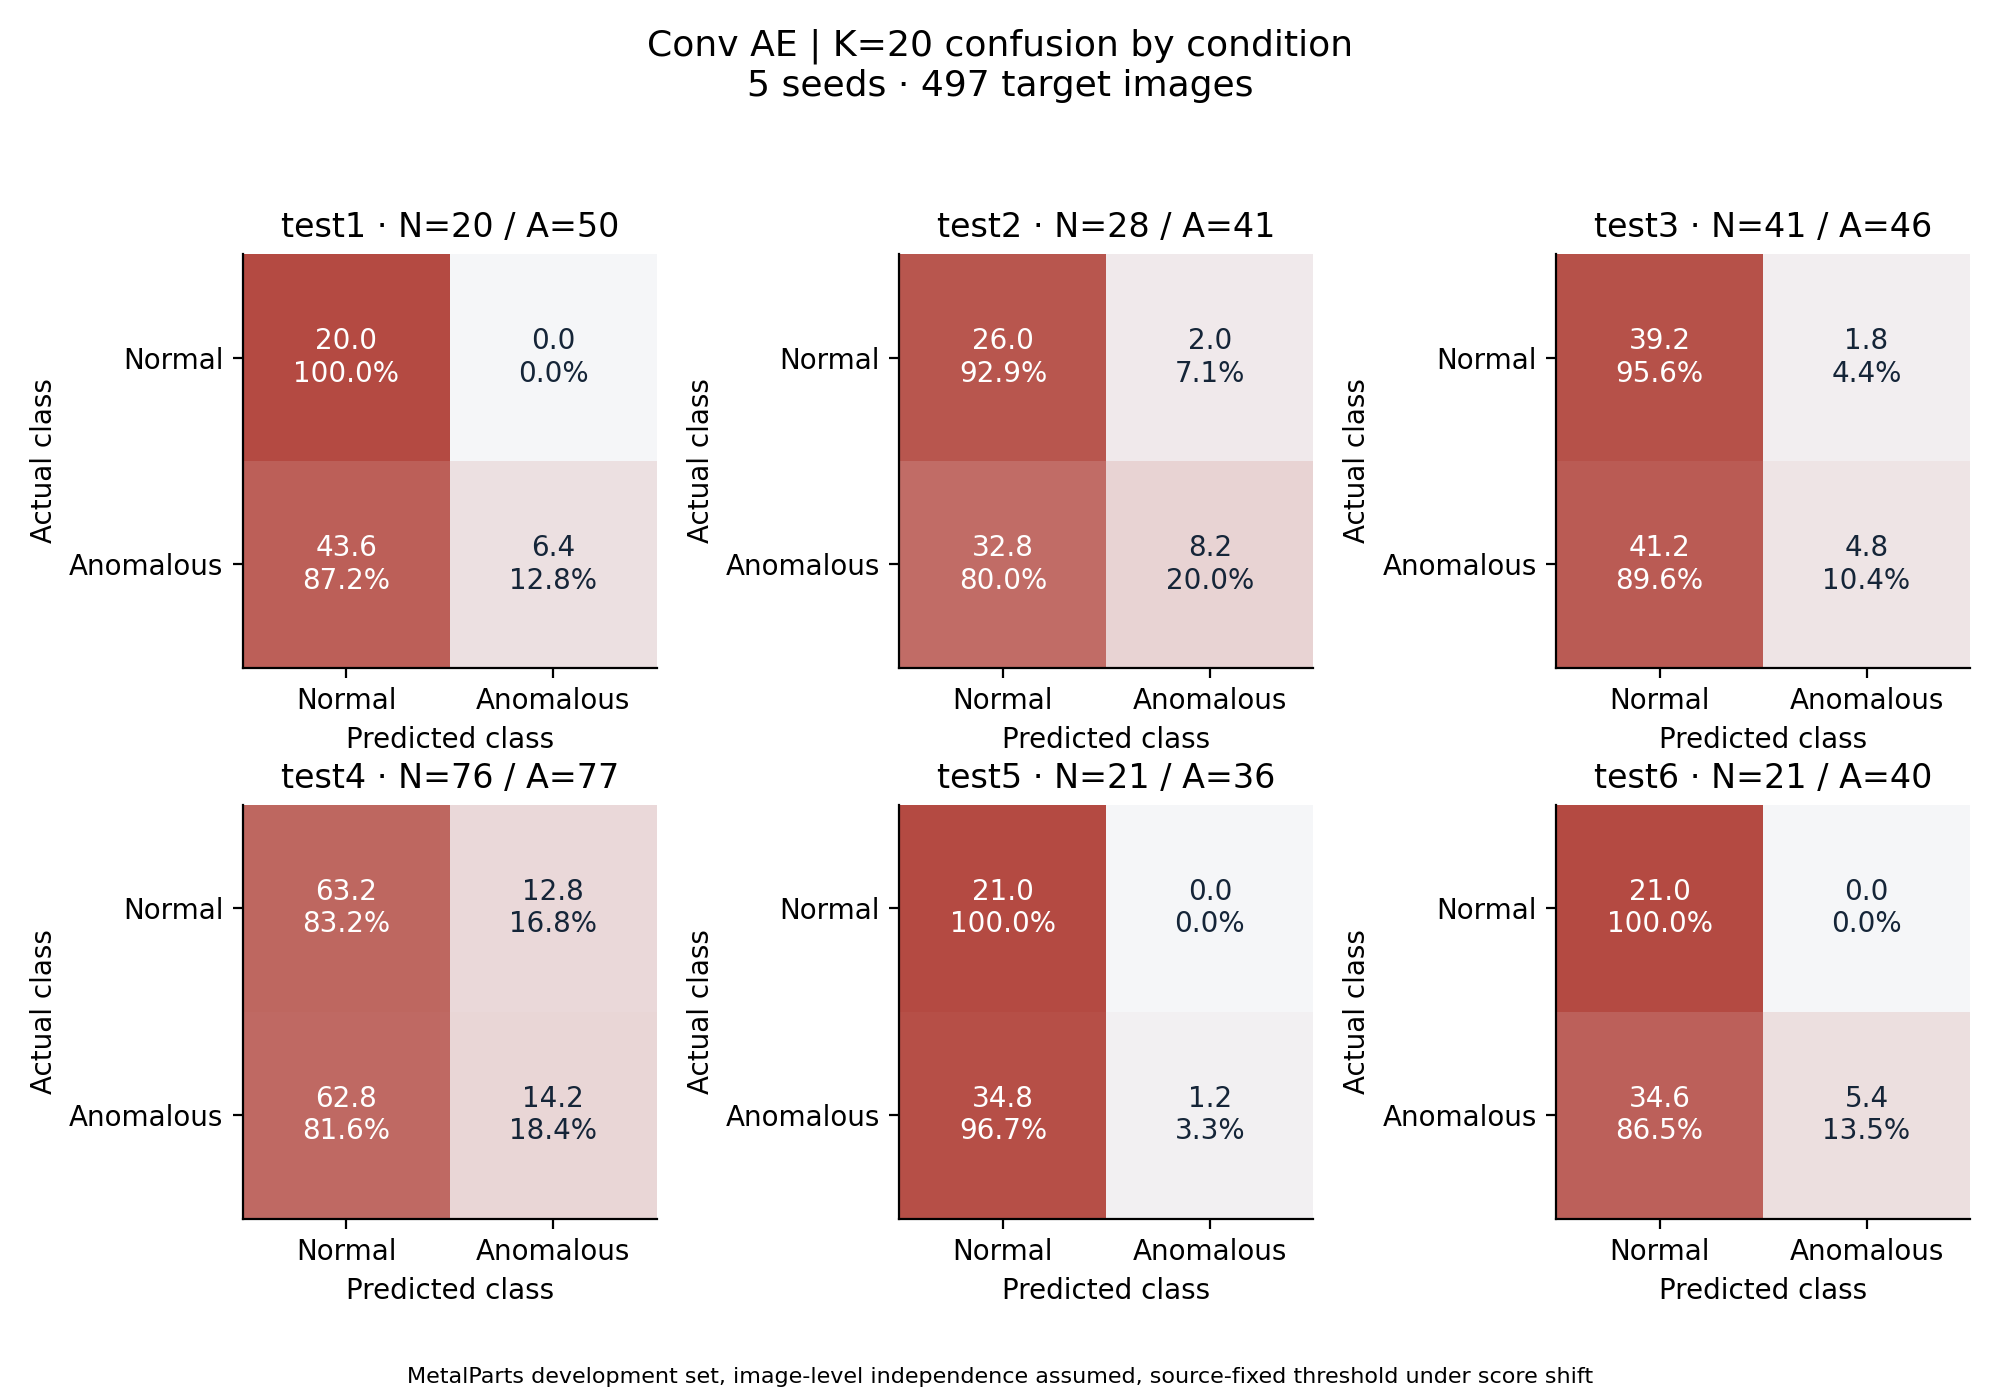 Conv AE | K=20 confusion by condition
5 seeds · 497 target images
test1 · N=20 / A=50
Actual class
Normal
20.0
100.0%
0.0
0.0%
Anomalous
43.6
87.2%
6.4
12.8%
Normal
Anomalous
Predicted class
test2 · N=28 / A=41
Actual class
Normal
26.0
92.9%
2.0
7.1%
Anomalous
32.8
80.0%
8.2
20.0%
Normal
Anomalous
Predicted class
test3 · N=41 / A=46
Actual class
Normal
39.2
95.6%
1.8
4.4%
Anomalous
41.2
89.6%
4.8
10.4%
Normal
Anomalous
Predicted class
test4 · N=76 / A=77
Actual class
Normal
63.2
83.2%
12.8
16.8%
Anomalous
62.8
81.6%
14.2
18.4%
Normal
Anomalous
Predicted class
test5 · N=21 / A=36
Actual class
Normal
21.0
100.0%
0.0
0.0%
Anomalous
34.8
96.7%
1.2
3.3%
Normal
Anomalous
Predicted class
test6 · N=21 / A=40
Actual class
Normal
21.0
100.0%
0.0
0.0%
Anomalous
34.6
86.5%
5.4
13.5%
Normal
Anomalous
Predicted class
MetalParts development set, image-level independence assumed, source-fixed threshold under score shift